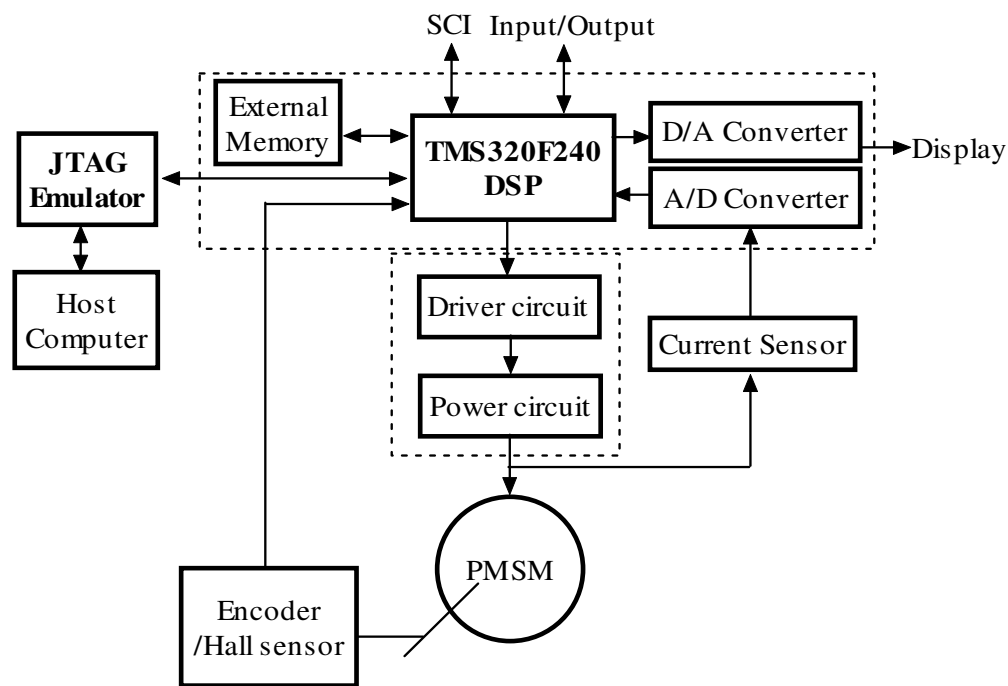 SCI
Input/Output
External
Memory
TMS320F240
DSP
D/A Converter
Display
A/D Converter
JTAG
Emulator
Host
Computer
Driver circuit
Current Sensor
Power circuit
PMSM
Encoder
/Hall sensor